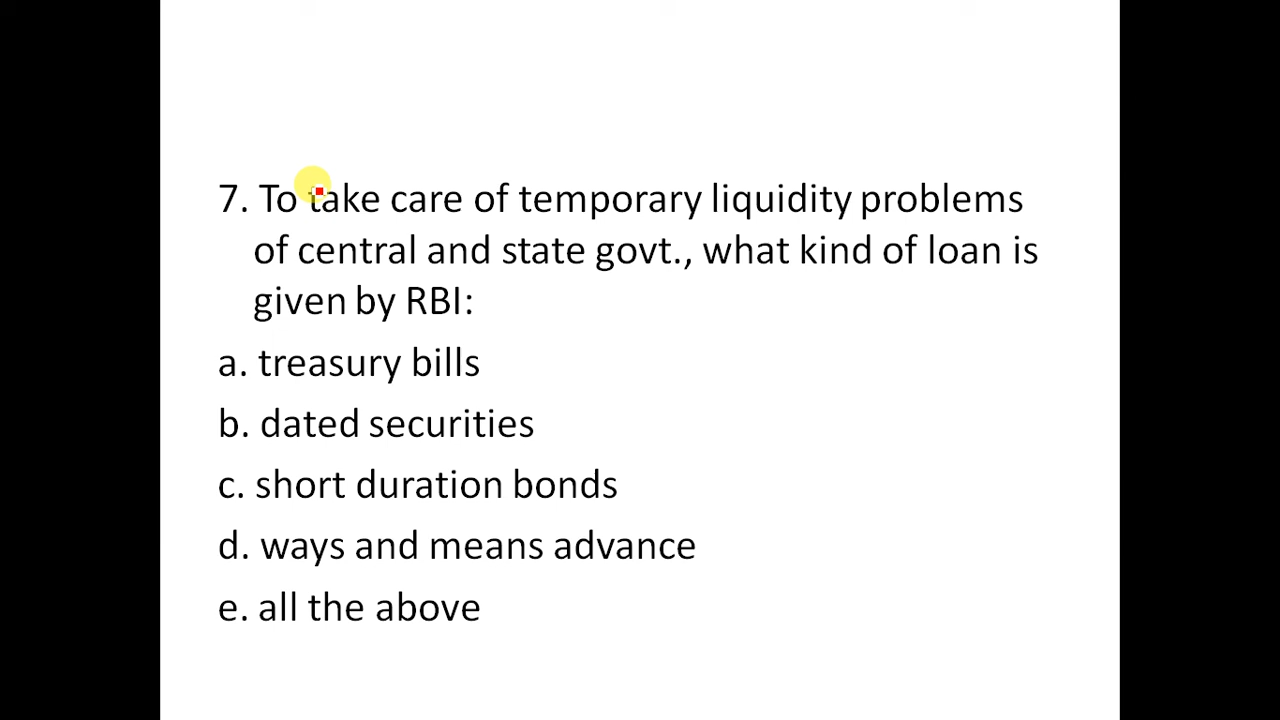 7. To take care of temporary liquidity problems
of central and state govt., what kind of loan is
given by RBI:
a. treasury bills
b. dated securities
c. short duration bonds
d. ways and means advance
e. all the above